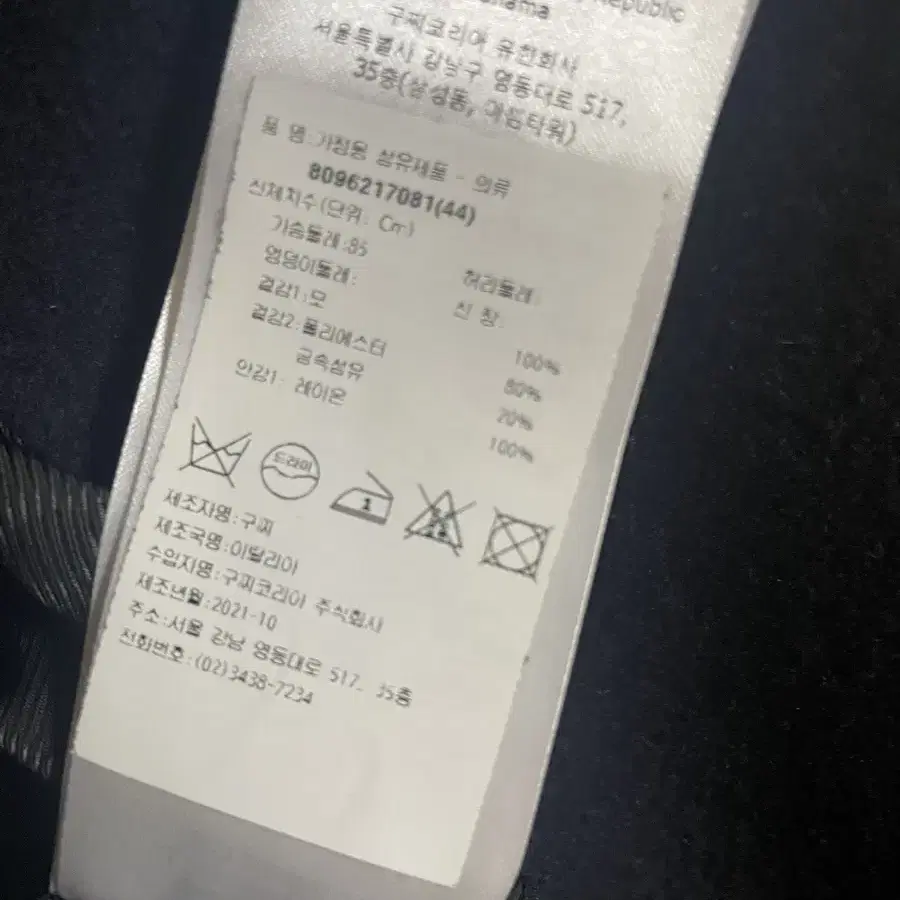 Republic
구찌코리아 유한회사
서울특별시 강남구 영동대로 517,
35층(삼성동, 아셈타워)
품 명:가정용 섬유제품 - 의류
8096217081(44)
신체치수(단위: Cm)
가슴둘레:85
허리둘레:
엉덩이둘레:
신 장:
겉감1:모 100%
겉감2:폴리에스터 80%
금속섬유 20%
안감1: 레이온 100%
드라이
1
제조자명:구찌
제조국명:이탈리아
수입자명:구찌코리아 주식회사
제조년월:2021-10
주소:서울 강남 영동대로 517, 35층
전화번호:(02)3438-7234